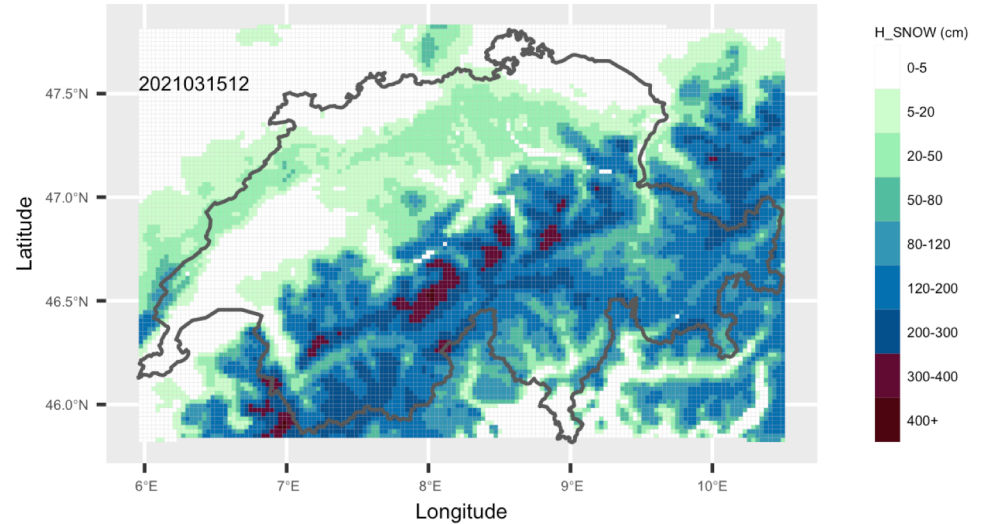 H_SNOW (cm)
0-5
5-20
20-50
50-80
80-120
120-200
200-300
300-400
400+
2021031512
Latitude
47.5°N
47.0°N
46.5°N
46.0°N
6°E 7°E 8°E 9°E 10°E
Longitude